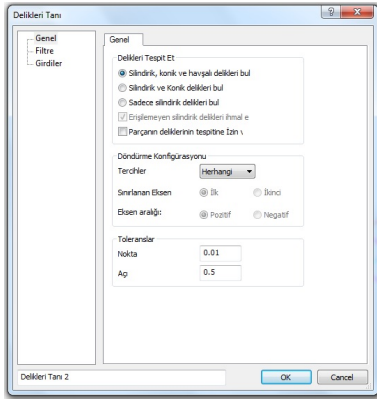 Delikleri Tanı
Genel
Filtre
Girdiler
Genel
Delikleri Tespit Et
Silindirik, konik ve havşalı delikleri bul
Silindirik ve Konik delikleri bul
Sadece silindirik delikleri bul
Erişilemeyen silindirik delikleri ihmal e
Parçanın deliklerinin tespitine İzin v
Döndürme Konfigürasyonu
Tercihler Herhangi
Sınırlanan Eksen İlk İkinci
Eksen aralığı: Pozitif Negatif
Toleranslar
Nokta 0.01
Açı 0.5
Delikleri Tanı 2 OK Cancel